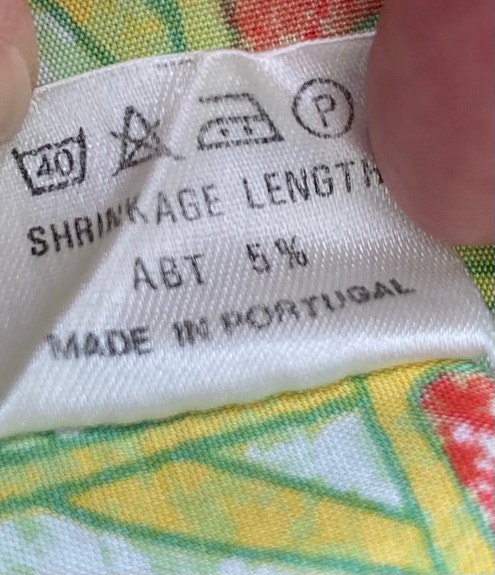 40 P
SHRINKAGE LENGTH
ABT 5%
MADE IN PORTUGAL